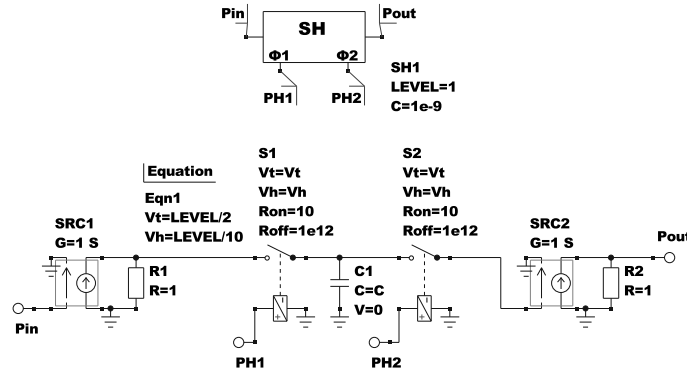 Pin
Pout
SH
Φ1
Φ2
PH1
PH2
SH1
LEVEL=1
C=1e-9
Equation
Eqn1
Vt=LEVEL/2
Vh=LEVEL/10
S1
Vt=Vt
Vh=Vh
Ron=10
Roff=1e12
S2
Vt=Vt
Vh=Vh
Ron=10
Roff=1e12
SRC1
G=1 S
R1
R=1
C1
C=C
V=0
SRC2
G=1 S
R2
R=1
Pout
Pin
PH1
PH2